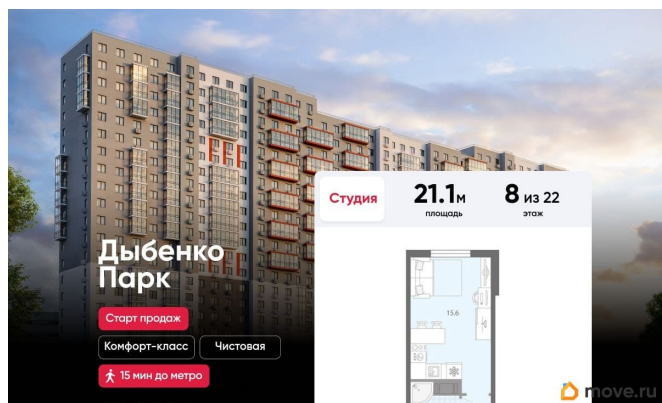 Студия
21.1м
площадь
8 из 22
этаж
Дыбенко
Парк
Старт продаж
Комфорт-класс
Чистовая
15 мин до метро
15.6
move.ru